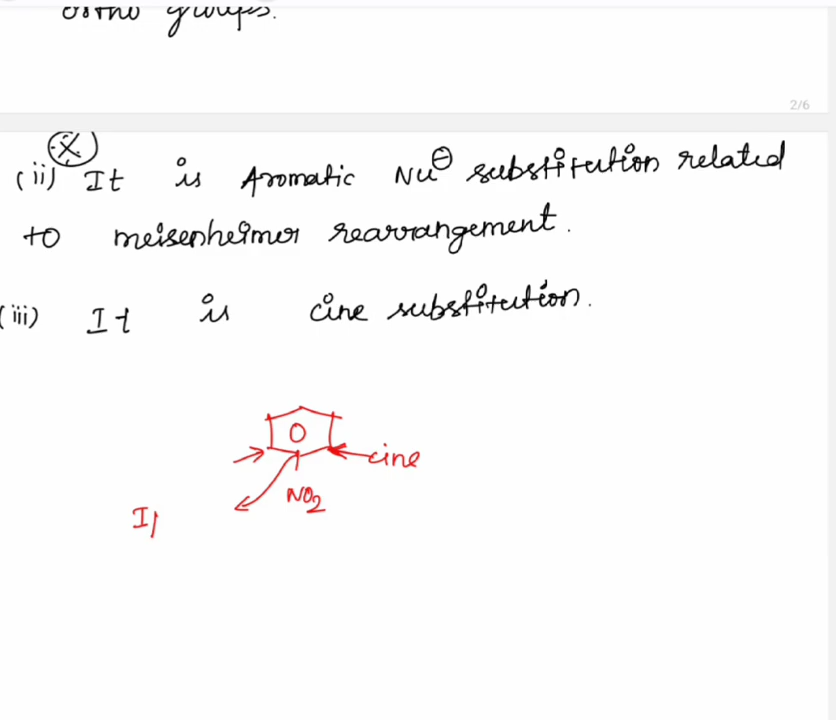 ortho groups.
2/6
(ii) It is Aromatic Nu⊖ substitution related
to meisenheimer rearrangement.
(iii) It is cine substitution.
cine
NO2